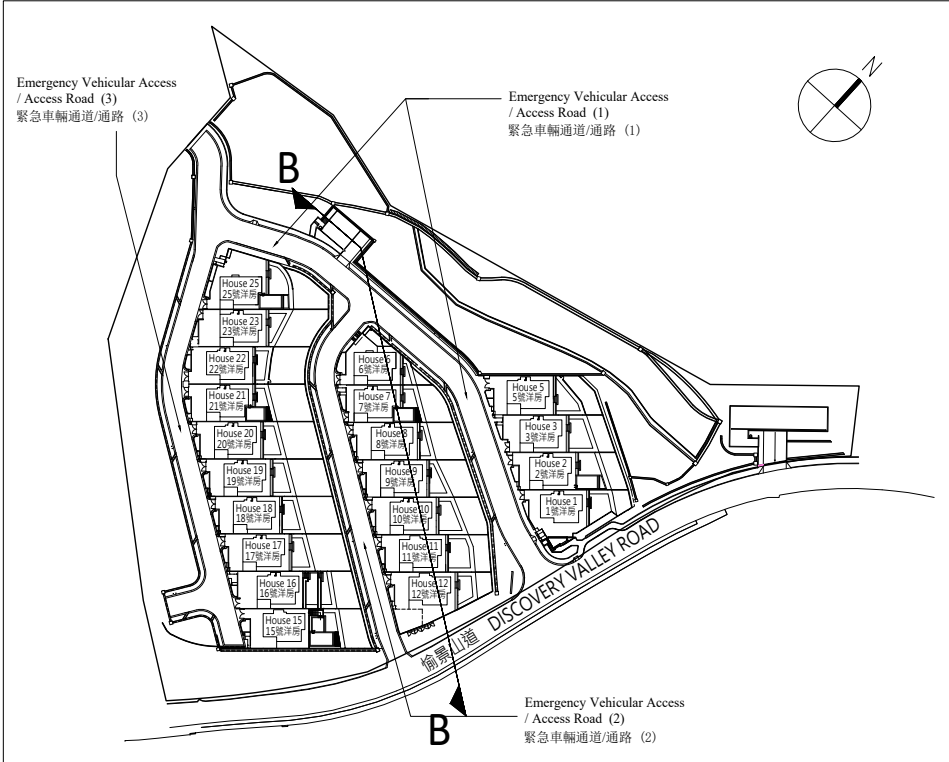 Emergency Vehicular Access
/ Access Road (3)
緊急車輛通道/通路 (3)
Emergency Vehicular Access
/ Access Road (1)
緊急車輛通道/通路 (1)
N
B
House 25
25號洋房
House 23
23號洋房
House 22
22號洋房
House 21
21號洋房
House 20
20號洋房
House 19
19號洋房
House 18
18號洋房
House 17
17號洋房
House 16
16號洋房
House 15
15號洋房
House 6
6號洋房
House 7
7號洋房
House 8
8號洋房
House 9
9號洋房
House 10
10號洋房
House 11
11號洋房
House 12
12號洋房
House 5
5號洋房
House 3
3號洋房
House 2
2號洋房
House 1
1號洋房
愉景山道 DISCOVERY VALLEY ROAD
B
Emergency Vehicular Access
/ Access Road (2)
緊急車輛通道/通路 (2)